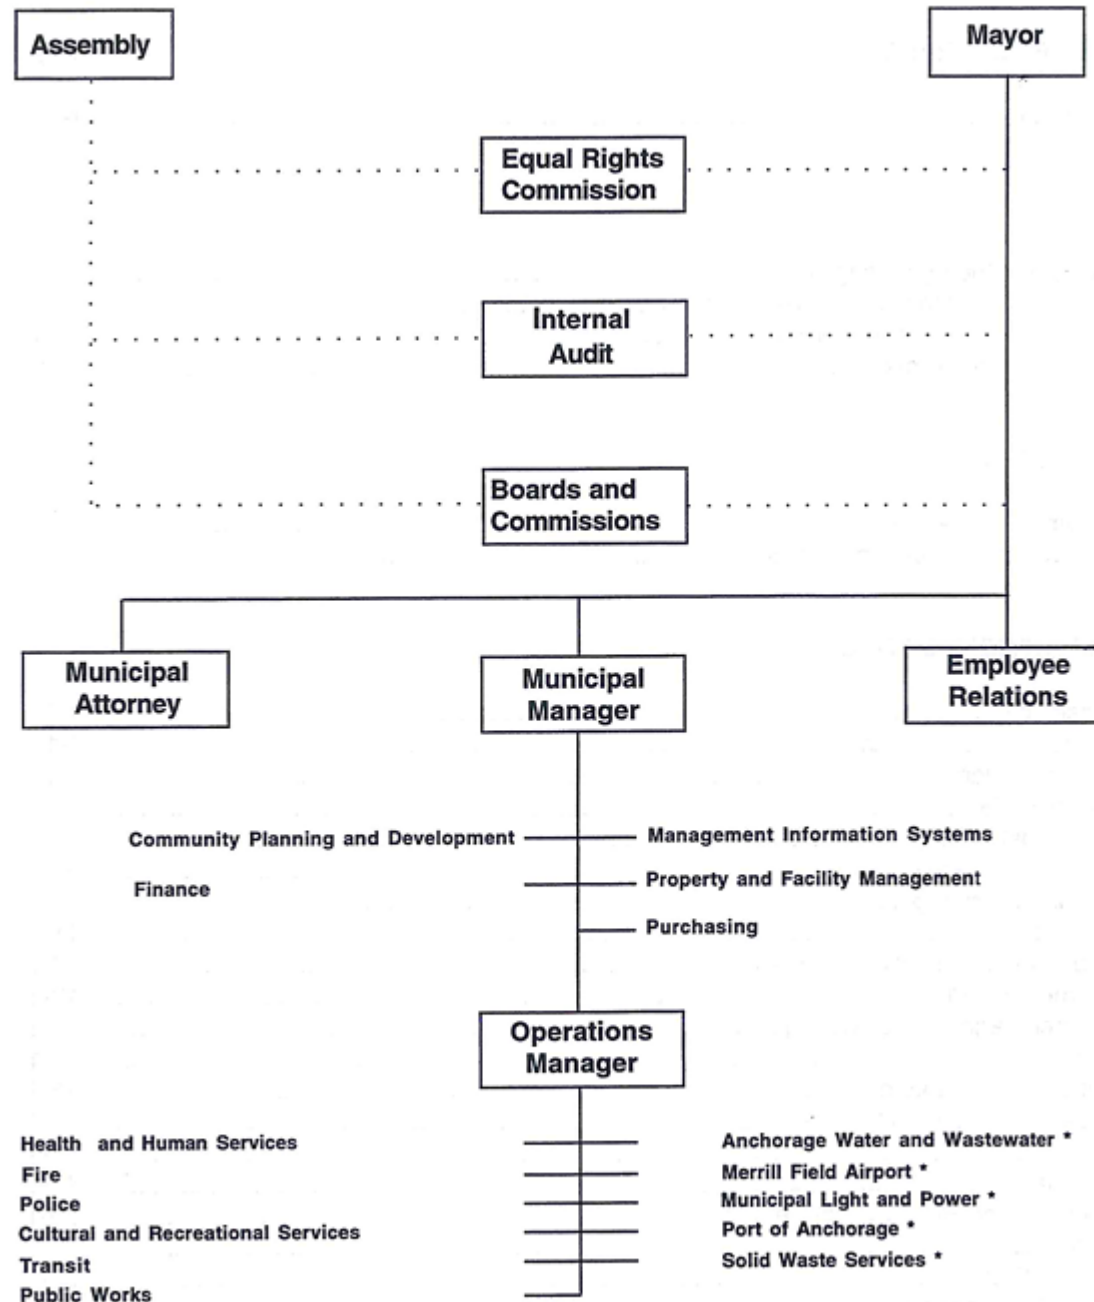 Assembly
Mayor
Equal Rights
Commission
Internal
Audit
Boards and
Commissions
Municipal
Attorney
Municipal
Manager
Employee
Relations
Community Planning and Development
Management Information Systems
Finance
Property and Facility Management
Purchasing
Operations
Manager
Health and Human Services
Anchorage Water and Wastewater *
Fire
Merrill Field Airport *
Police
Municipal Light and Power *
Cultural and Recreational Services
Port of Anchorage *
Transit
Solid Waste Services *
Public Works